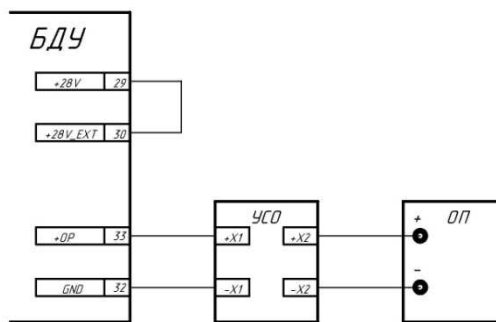 БДУ
+28V 29
+28V_EXT 30
УСО ОП
+OP 33 +X1 +X2 +
GND 32 -X1 -X2 -